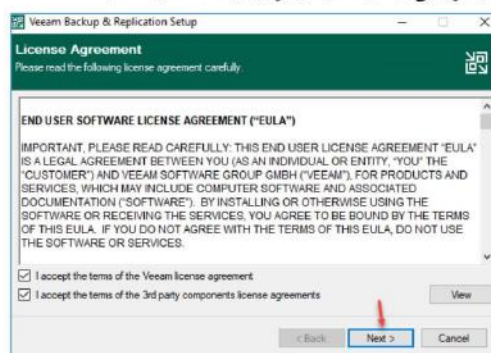 Veeam Backup & Replication Setup
License Agreement
Please read the following license agreement carefully.
END USER SOFTWARE LICENSE AGREEMENT ("EULA")
IMPORTANT, PLEASE READ CAREFULLY: THIS END USER LICENSE AGREEMENT "EULA"
IS A LEGAL AGREEMENT BETWEEN YOU (AS AN INDIVIDUAL OR ENTITY, "YOU" THE
"CUSTOMER") AND VEEAM SOFTWARE GROUP GMBH ("VEEAM"), FOR PRODUCTS AND
SERVICES, WHICH MAY INCLUDE COMPUTER SOFTWARE AND ASSOCIATED
DOCUMENTATION ("SOFTWARE"). BY INSTALLING OR OTHERWISE USING THE
SOFTWARE OR RECEIVING THE SERVICES, YOU AGREE TO BE BOUND BY THE TERMS
OF THIS EULA. IF YOU DO NOT AGREE WITH THE TERMS OF THIS EULA, DO NOT USE
THE SOFTWARE OR SERVICES.
I accept the terms of the Veeam license agreement
I accept the terms of the 3rd party components license agreements
View
< Back
Next >
Cancel